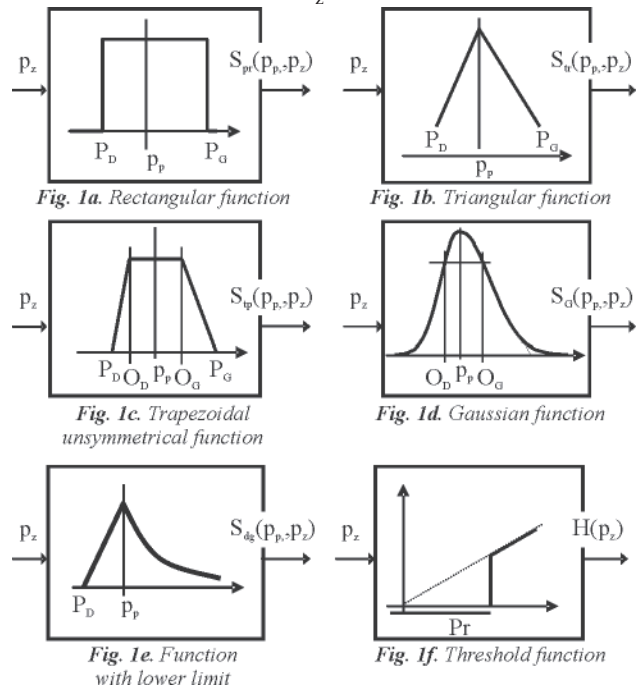 z
p_z
S_pr(p_p,,p_z)
P_D
p_p
P_G
Fig. 1a. Rectangular function
p_z
S_tr(p_p,,p_z)
P_D
P_G
p_p
Fig. 1b. Triangular function
p_z
S_tp(p_p,,p_z)
P_D O_D p_p O_G P_G
Fig. 1c. Trapezoidal
unsymmetrical function
p_z
S_G(p_p,,p_z)
O_D p_p O_G
Fig. 1d. Gaussian function
p_z
S_dg(p_p,,p_z)
P_D p_p
Fig. 1e. Function
with lower limit
p_z
H(p_z)
Pr
Fig. 1f. Threshold function